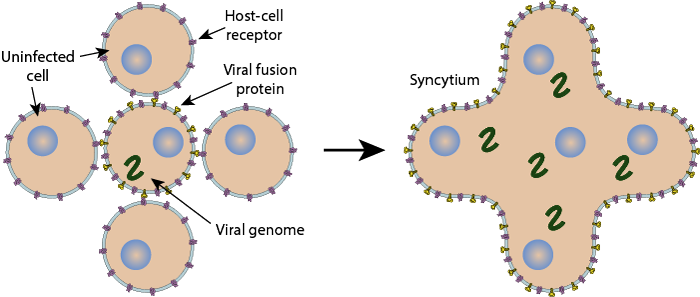 Host-cell
receptor
Uninfected
cell
Viral fusion
protein
Viral genome
Syncytium